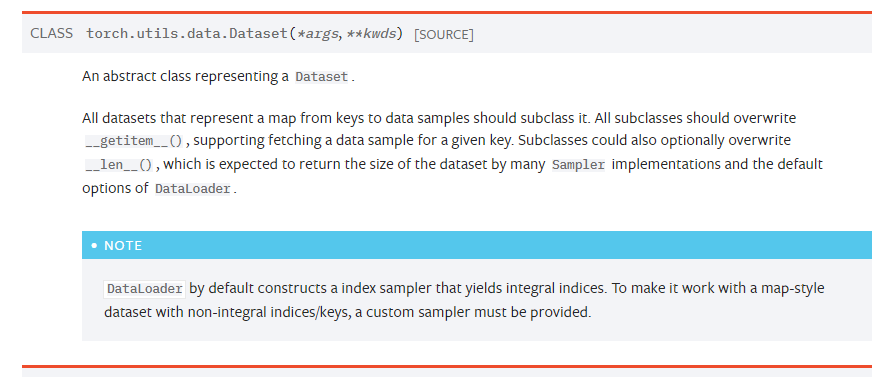 CLASS torch.utils.data.Dataset(*args, **kwds) [SOURCE]
An abstract class representing a Dataset.
All datasets that represent a map from keys to data samples should subclass it. All subclasses should overwrite
__getitem__(), supporting fetching a data sample for a given key. Subclasses could also optionally overwrite
__len__(), which is expected to return the size of the dataset by many Sampler implementations and the default
options of DataLoader.
• NOTE
DataLoader by default constructs a index sampler that yields integral indices. To make it work with a map-style
dataset with non-integral indices/keys, a custom sampler must be provided.